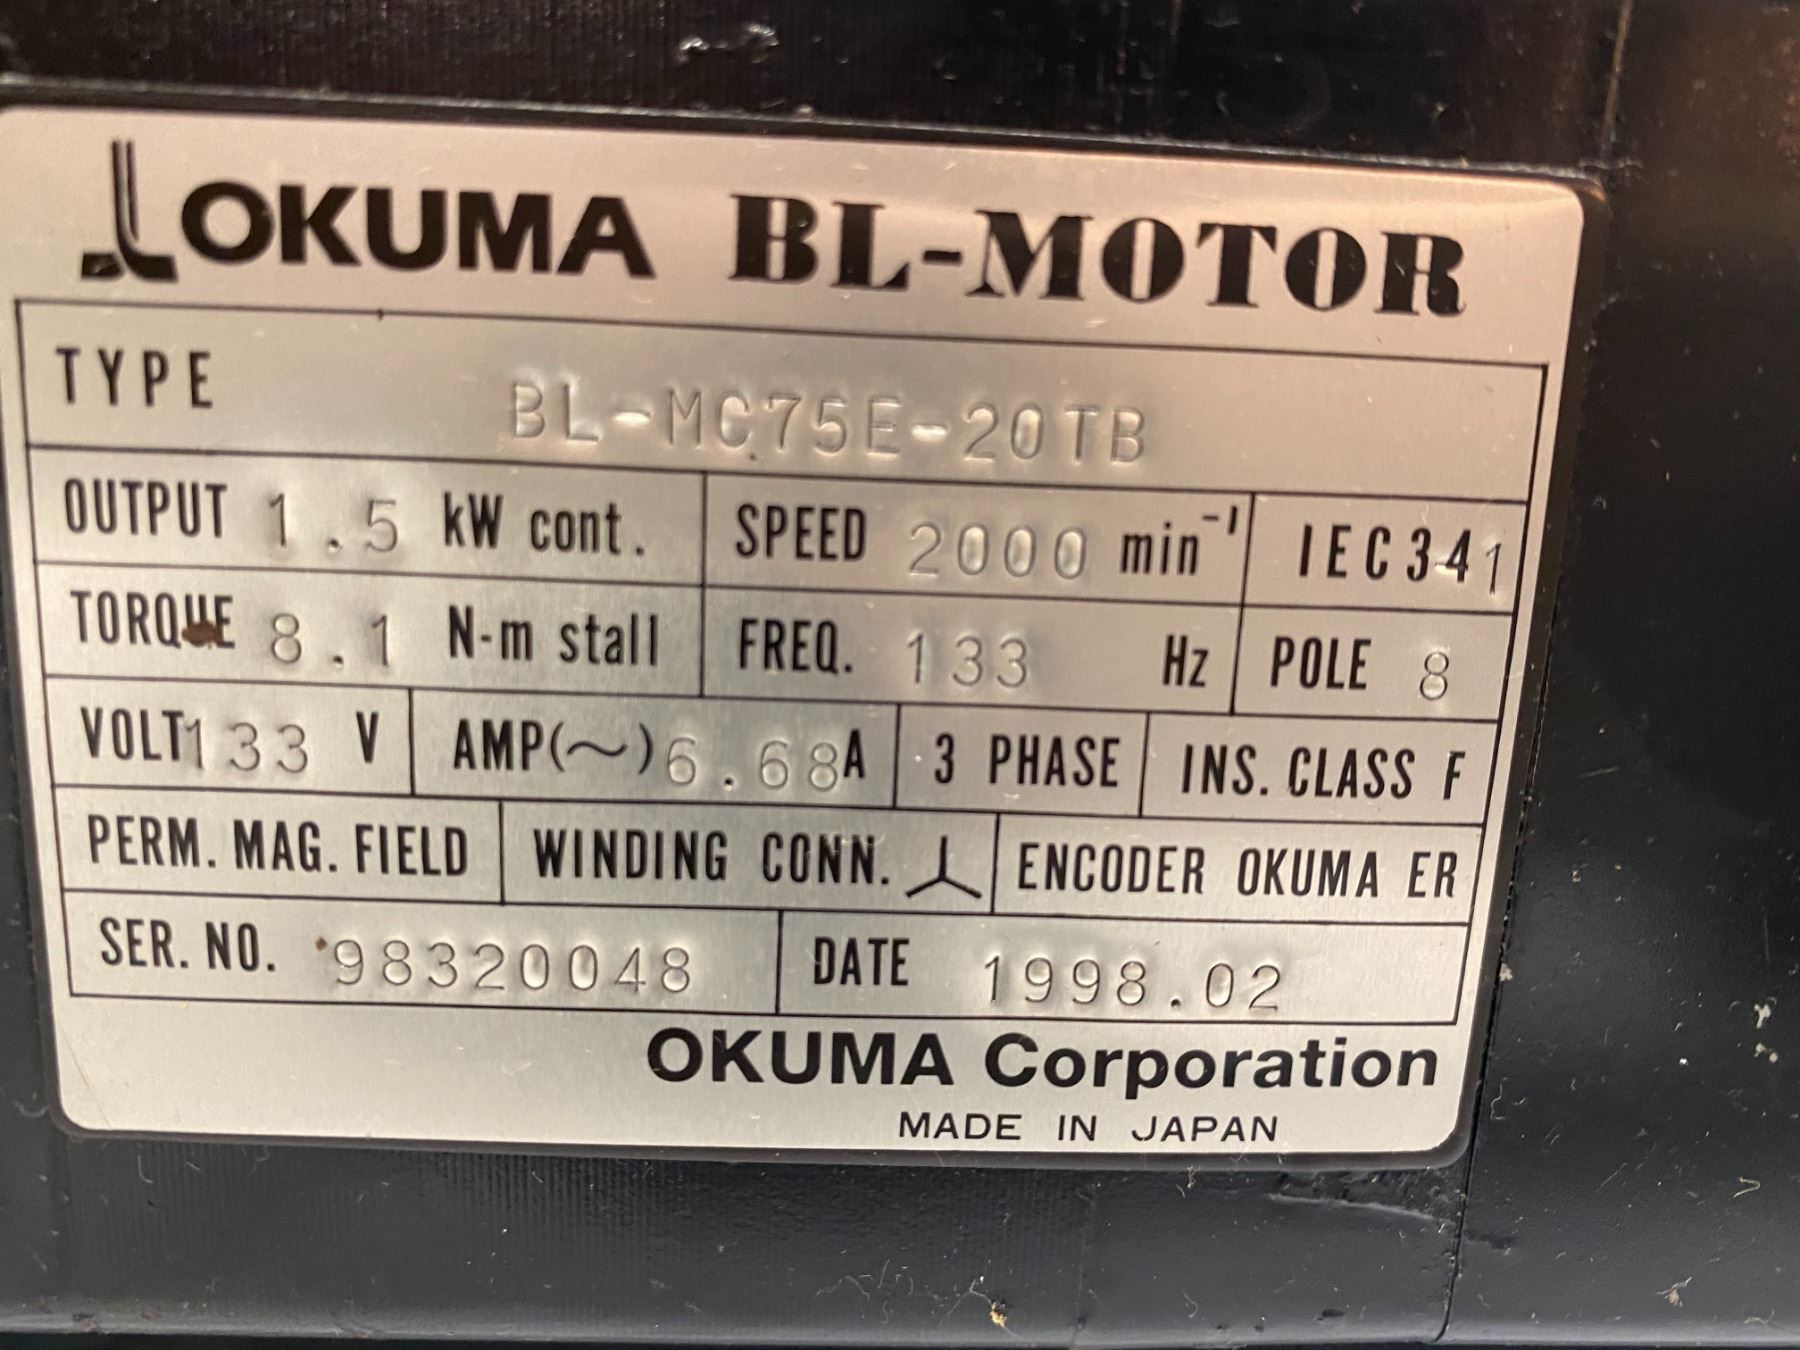 OKUMA BL-MOTOR
TYPE BL-MC75E-20TB
OUTPUT 1.5 kW cont. SPEED 2000 min⁻¹ IEC34 1
TORQUE 8.1 N-m stall FREQ. 133 Hz POLE 8
VOLT 133 V AMP(~) 6.68 A 3 PHASE INS. CLASS F
PERM. MAG. FIELD WINDING CONN. ENCODER OKUMA ER
SER. NO. 98320048 DATE 1998.02
OKUMA Corporation
MADE IN JAPAN